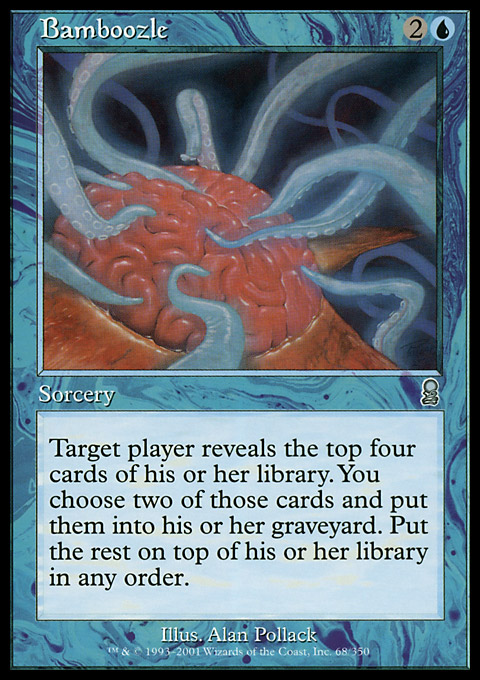 Bamboozle 2
Sorcery
Target player reveals the top four
cards of his or her library. You
choose two of those cards and put
them into his or her graveyard. Put
the rest on top of his or her library
in any order.
Illus. Alan Pollack
™ & © 1993-2001 Wizards of the Coast, Inc. 68/350